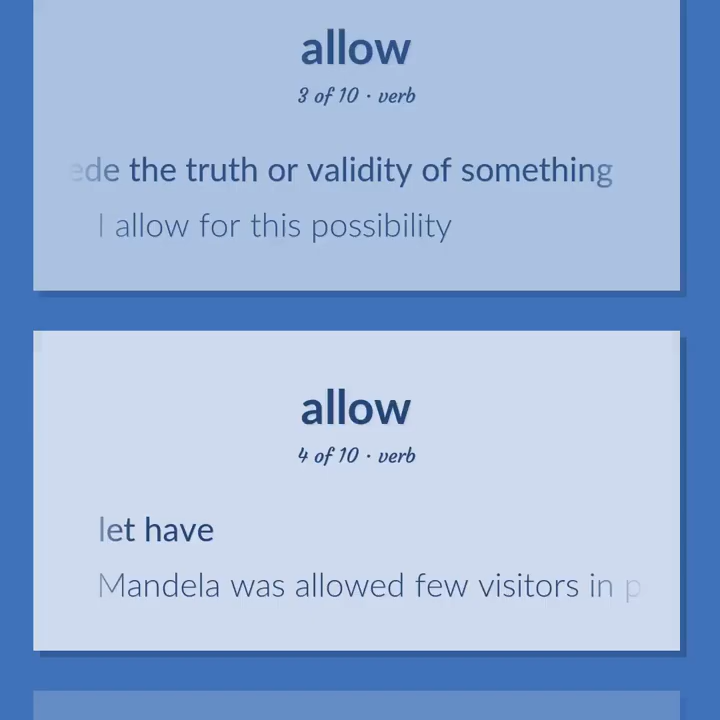 allow
3 of 10 · verb
the truth or validity of something
I allow for this possibility
allow
4 of 10 · verb
let have
Mandela was allowed few visitors in